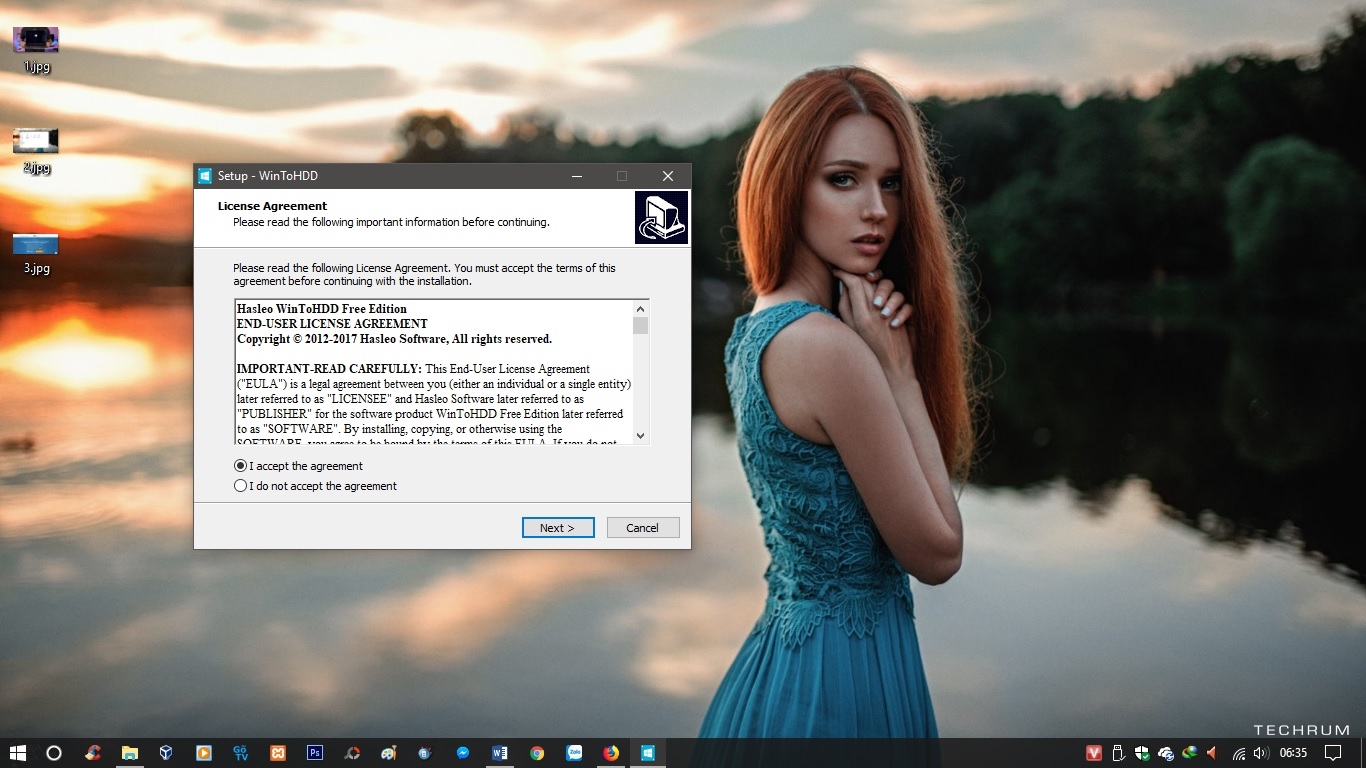 1.jpg
2.jpg
3.jpg
Setup - WinToHDD
License Agreement
Please read the following important information before continuing.
Please read the following License Agreement. You must accept the terms of this
agreement before continuing with the installation.
Hasleo WinToHDD Free Edition
END-USER LICENSE AGREEMENT
Copyright © 2012-2017 Hasleo Software, All rights reserved.
IMPORTANT-READ CAREFULLY: This End-User License Agreement
("EULA") is a legal agreement between you (either an individual or a single entity)
later referred to as "LICENSEE" and Hasleo Software later referred to as
"PUBLISHER" for the software product WinToHDD Free Edition later referred
to as "SOFTWARE". By installing, copying, or otherwise using the
SOFTWARE, you agree to be bound by the terms of this EULA. If you do not
I accept the agreement
I do not accept the agreement
Next >
Cancel
TECHRUM
Gõ
TV
Ps
W
Zalo
V
06:35